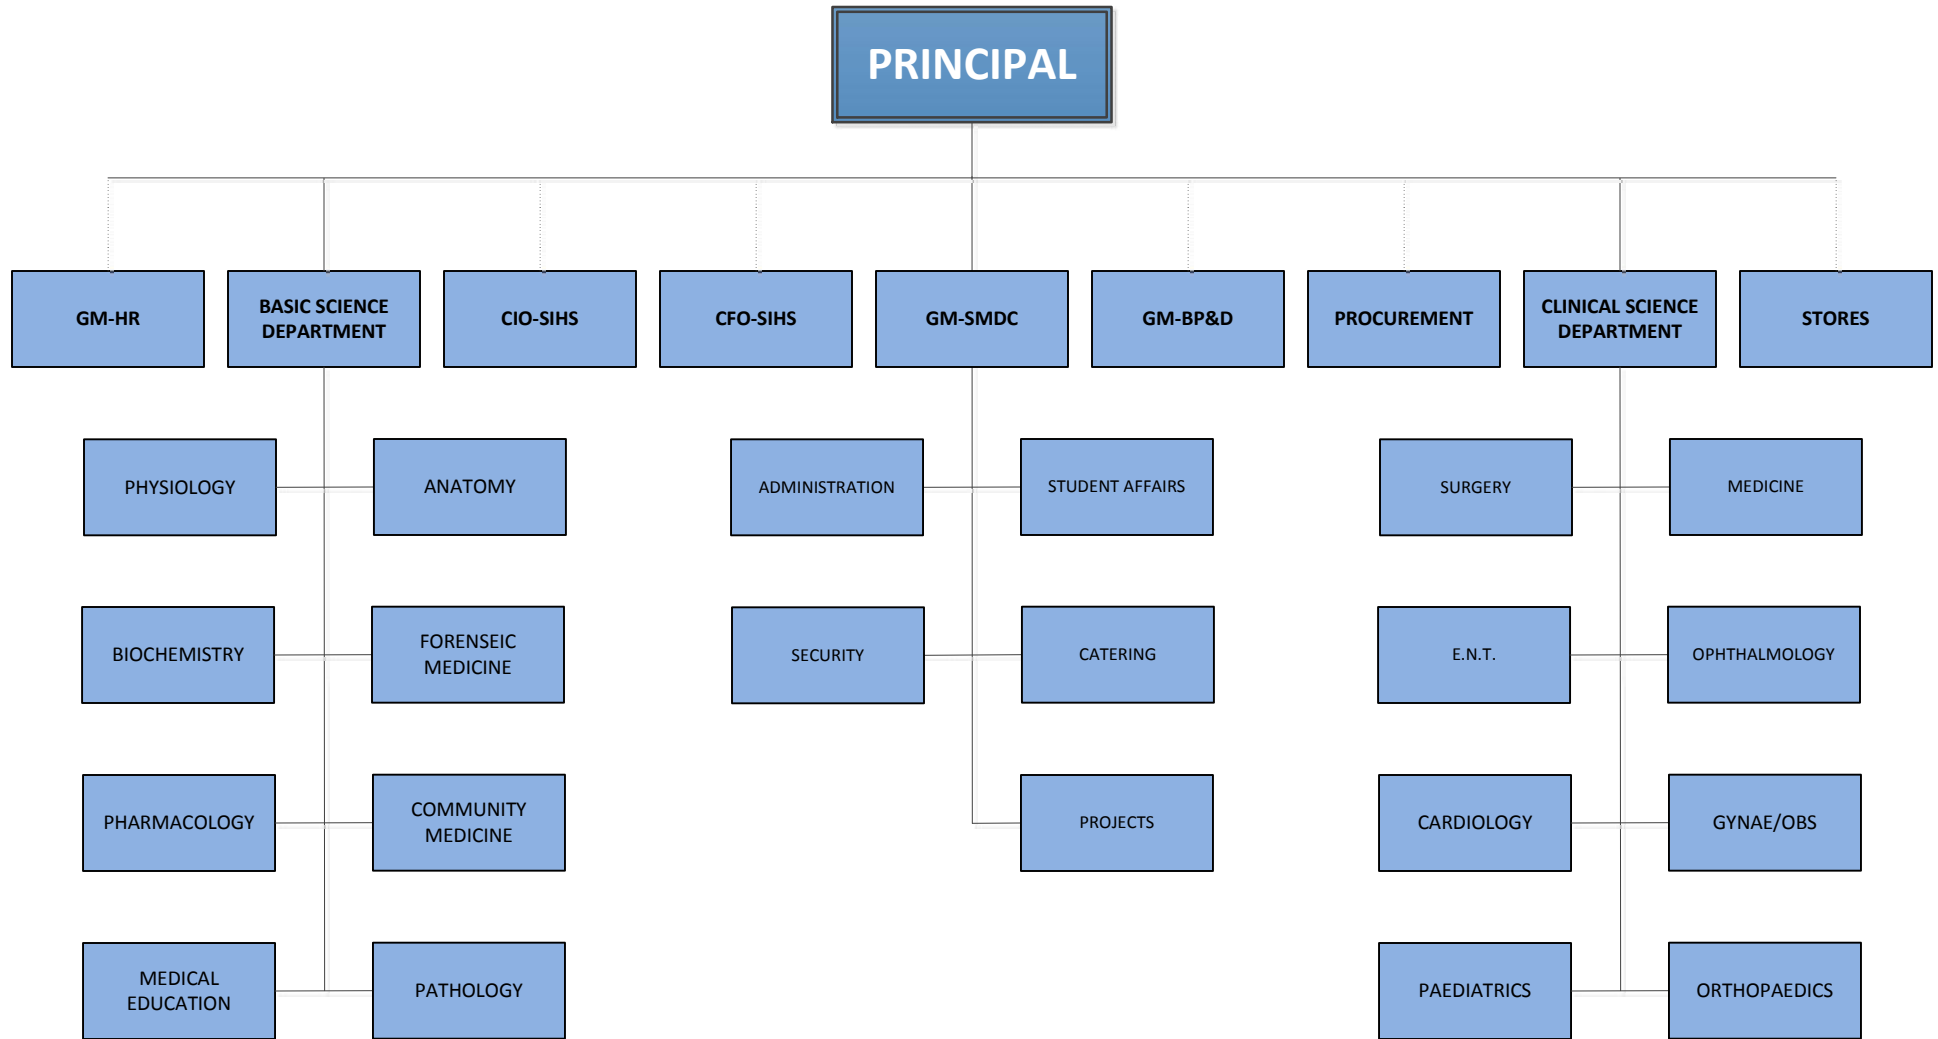 PRINCIPAL
GM-HR
BASIC SCIENCE
DEPARTMENT
CIO-SIHS
CFO-SIHS
GM-SMDC
GM-BP&D
PROCUREMENT
CLINICAL SCIENCE
DEPARTMENT
STORES
PHYSIOLOGY
ANATOMY
ADMINISTRATION
STUDENT AFFAIRS
SURGERY
MEDICINE
BIOCHEMISTRY
FORENSEIC
MEDICINE
SECURITY
CATERING
E.N.T.
OPHTHALMOLOGY
PHARMACOLOGY
COMMUNITY
MEDICINE
PROJECTS
CARDIOLOGY
GYNAE/OBS
MEDICAL
EDUCATION
PATHOLOGY
PAEDIATRICS
ORTHOPAEDICS